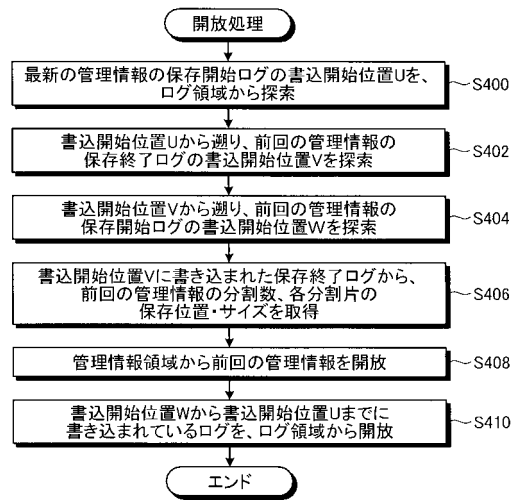 開放処理
最新の管理情報の保存開始ログの書込開始位置Uを、
ログ領域から探索
S400
書込開始位置Uから遡り、前回の管理情報の
保存終了ログの書込開始位置Vを探索
S402
書込開始位置Vから遡り、前回の管理情報の
保存開始ログの書込開始位置Wを探索
S404
書込開始位置Vに書き込まれた保存終了ログから、
前回の管理情報の分割数、各分割片の
保存位置・サイズを取得
S406
管理情報領域から前回の管理情報を開放
S408
書込開始位置Wから書込開始位置Uまでに
書き込まれているログを、ログ領域から開放
S410
エンド